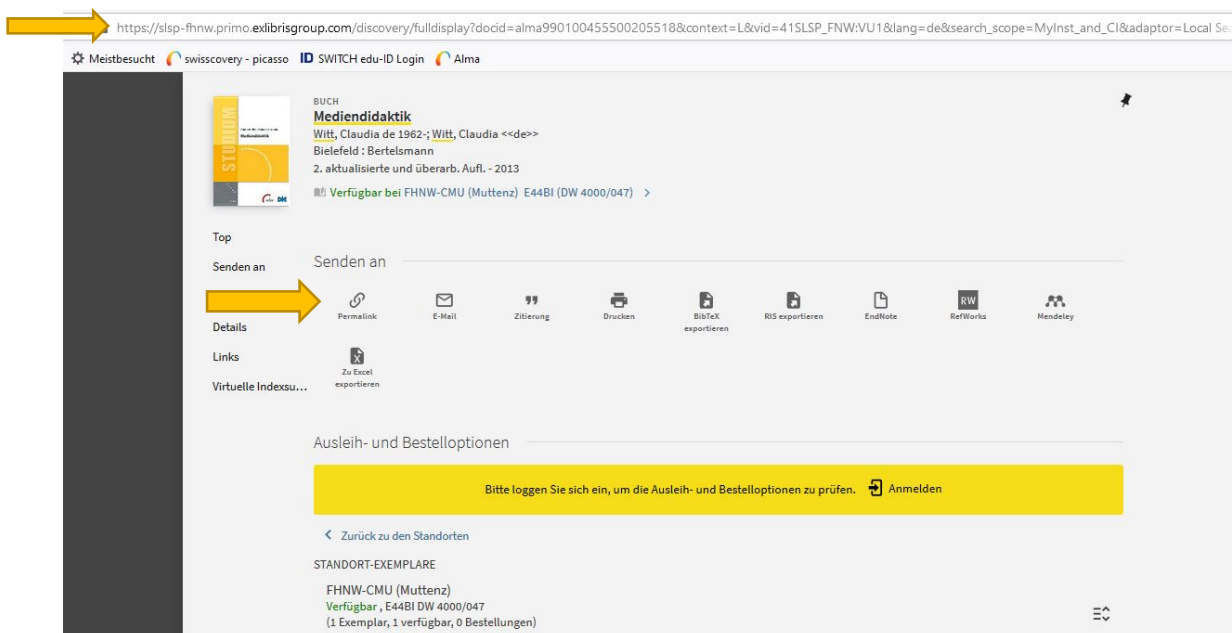 https://slsp-fhnw.primo.exlibrisgroup.com/discovery/fulldisplay?docid=alma990100455500205518&context=L&vid=41SLSP_FNW:VU1&lang=de&search_scope=MyInst_and_CI&adaptor=Local
Meistbesucht swisscovery - picasso ID SWITCH edu-ID Login Alma
STUDIUM
Mediendidaktik
BUCH
Mediendidaktik
Witt, Claudia de 1962-; Witt, Claudia <<de>>
Bielefeld : Bertelsmann
2. aktualisierte und überarb. Aufl. - 2013
Verfügbar bei FHNW-CMU (Muttenz) E44BI (DW 4000/047) >
Top
Senden an
Details
Links
Virtuelle Indexsu...
Senden an
Permalink E-Mail Zitierung Drucken BibTeX exportieren RIS exportieren EndNote RW RefWorks Mendeley
Zu Excel exportieren
Ausleih- und Bestelloptionen
Bitte loggen Sie sich ein, um die Ausleih- und Bestelloptionen zu prüfen. Anmelden
< Zurück zu den Standorten
STANDORT-EXEMPLARE
FHNW-CMU (Muttenz)
Verfügbar , E44BI DW 4000/047
(1 Exemplar, 1 verfügbar, 0 Bestellungen)